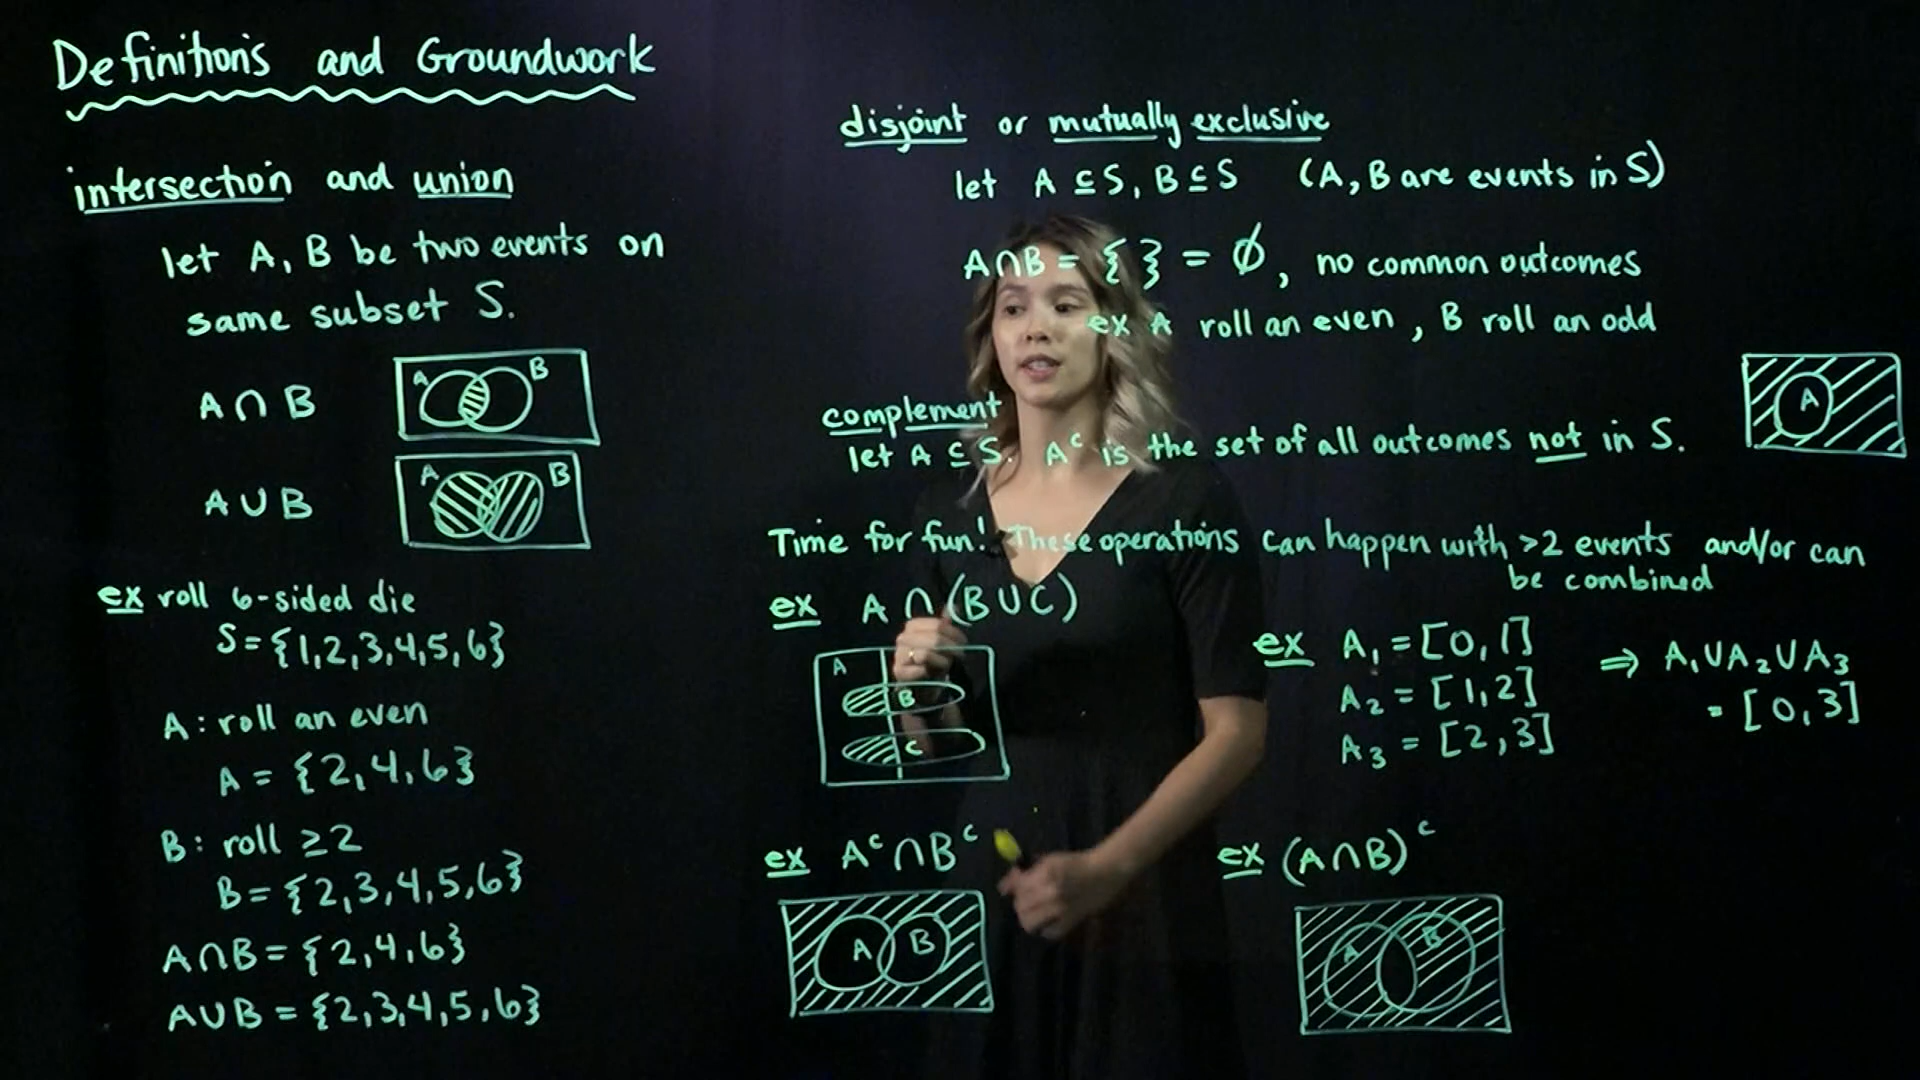 Definitions and Groundwork
intersection and union
let A, B be two events on
same subset S.
A ∩ B
A B
A ∪ B
A B
ex roll 6-sided die
S = {1,2,3,4,5,6}
A: roll an even
A = {2,4,6}
B: roll ≥2
B = {2,3,4,5,6}
A∩B = {2,4,6}
A∪B = {2,3,4,5,6}
disjoint or mutually exclusive
let A ⊆ S, B ⊆ S (A, B are events in S)
A∩B = { } = ∅, no common outcomes
ex A roll an even, B roll an odd
complement
let A ⊆ S. Aᶜ is the set of all outcomes not in S.
A
Time for fun! These operations can happen with >2 events and/or can
be combined
ex A ∩ (B ∪ C)
A
B
C
ex A₁ = [0,1] ⇒ A₁∪A₂∪A₃
A₂ = [1,2] = [0,3]
A₃ = [2,3]
ex Aᶜ∩Bᶜ
A B
ex (A∩B)ᶜ
A B